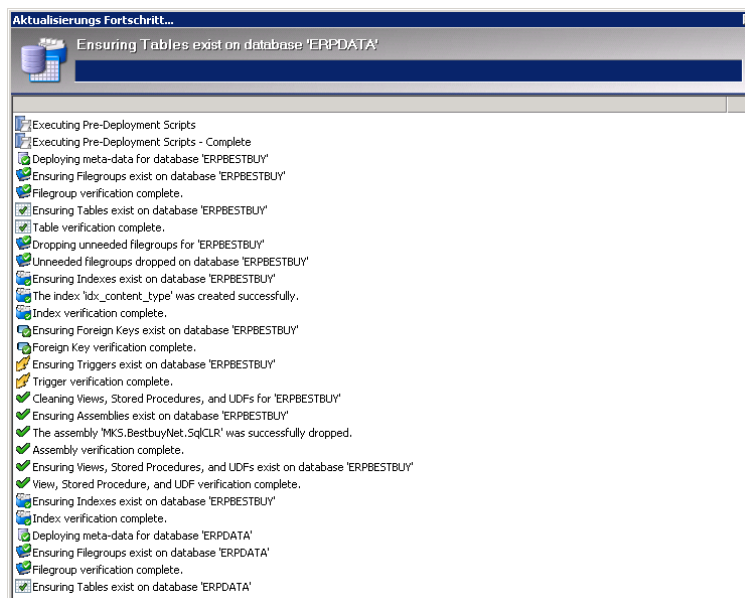 Aktualisierungs Fortschritt...
Ensuring Tables exist on database 'ERPDATA'
Executing Pre-Deployment Scripts
Executing Pre-Deployment Scripts - Complete
Deploying meta-data for database 'ERPBESTBUY'
Ensuring Filegroups exist on database 'ERPBESTBUY'
Filegroup verification complete.
Ensuring Tables exist on database 'ERPBESTBUY'
Table verification complete.
Dropping unneeded filegroups for 'ERPBESTBUY'
Unneeded filegroups dropped on database 'ERPBESTBUY'
Ensuring Indexes exist on database 'ERPBESTBUY'
The index 'idx_content_type' was created successfully.
Index verification complete.
Ensuring Foreign Keys exist on database 'ERPBESTBUY'
Foreign Key verification complete.
Ensuring Triggers exist on database 'ERPBESTBUY'
Trigger verification complete.
Cleaning Views, Stored Procedures, and UDFs for 'ERPBESTBUY'
Ensuring Assemblies exist on database 'ERPBESTBUY'
The assembly 'MKS.BestbuyNet.SqlCLR' was successfully dropped.
Assembly verification complete.
Ensuring Views, Stored Procedures, and UDFs exist on database 'ERPBESTBUY'
View, Stored Procedure, and UDF verification complete.
Ensuring Indexes exist on database 'ERPBESTBUY'
Index verification complete.
Deploying meta-data for database 'ERPDATA'
Ensuring Filegroups exist on database 'ERPDATA'
Filegroup verification complete.
Ensuring Tables exist on database 'ERPDATA'